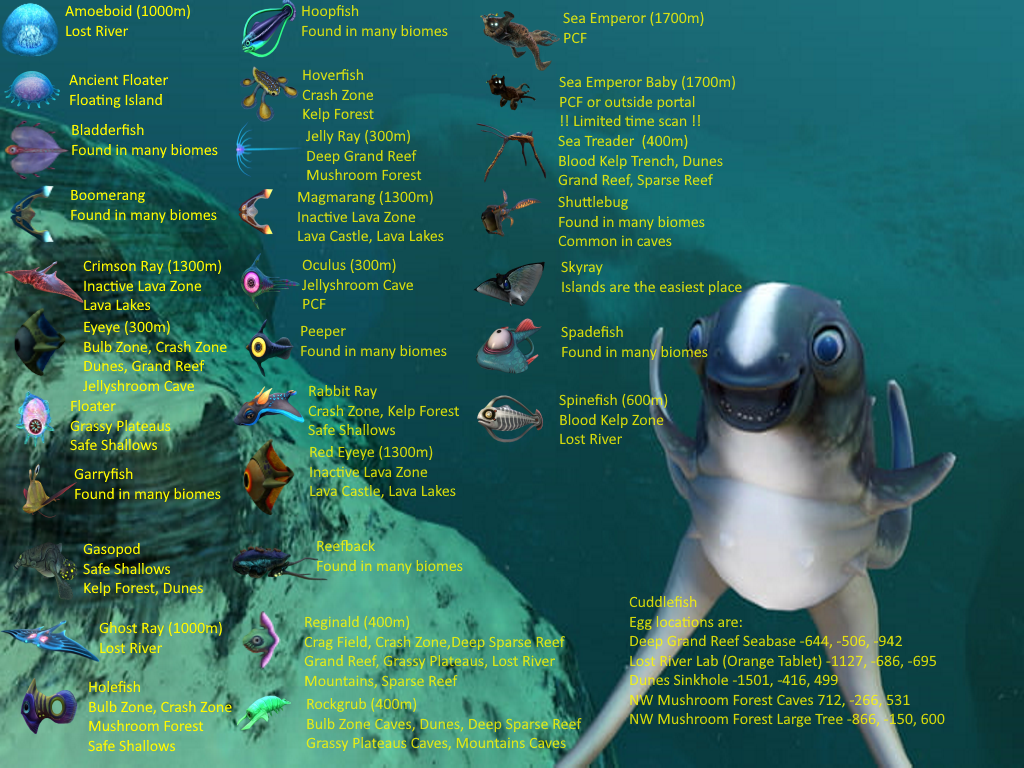 Amoeboid (1000m)
Lost River
Ancient Floater
Floating Island
Bladderfish
Found in many biomes
Boomerang
Found in many biomes
Crimson Ray (1300m)
Inactive Lava Zone
Lava Lakes
Eyeye (300m)
Bulb Zone, Crash Zone
Dunes, Grand Reef
Jellyshroom Cave
Floater
Grassy Plateaus
Safe Shallows
Garryfish
Found in many biomes
Gasopod
Safe Shallows
Kelp Forest, Dunes
Ghost Ray (1000m)
Lost River
Holefish
Bulb Zone, Crash Zone
Mushroom Forest
Safe Shallows
Hoopfish
Found in many biomes
Hoverfish
Crash Zone
Kelp Forest
Jelly Ray (300m)
Deep Grand Reef
Mushroom Forest
Magmarang (1300m)
Inactive Lava Zone
Lava Castle, Lava Lakes
Oculus (300m)
Jellyshroom Cave
PCF
Peeper
Found in many biomes
Rabbit Ray
Crash Zone, Kelp Forest
Safe Shallows
Red Eyeye (1300m)
Inactive Lava Zone
Lava Castle, Lava Lakes
Reefback
Found in many biomes
Reginald (400m)
Crag Field, Crash Zone,Deep Sparse Reef
Grand Reef, Grassy Plateaus, Lost River
Mountains, Sparse Reef
Rockgrub (400m)
Bulb Zone Caves, Dunes, Deep Sparse Reef
Grassy Plateaus Caves, Mountains Caves
Sea Emperor (1700m)
PCF
Sea Emperor Baby (1700m)
PCF or outside portal
!! Limited time scan !!
Sea Treader (400m)
Blood Kelp Trench, Dunes
Grand Reef, Sparse Reef
Shuttlebug
Found in many biomes
Common in caves
Skyray
Islands are the easiest place
Spadefish
Found in many biomes
Spinefish (600m)
Blood Kelp Zone
Lost River
Cuddlefish
Egg locations are:
Deep Grand Reef Seabase -644, -506, -942
Lost River Lab (Orange Tablet) -1127, -686, -695
Dunes Sinkhole -1501, -416, 499
NW Mushroom Forest Caves 712, -266, 531
NW Mushroom Forest Large Tree -866, -150, 600